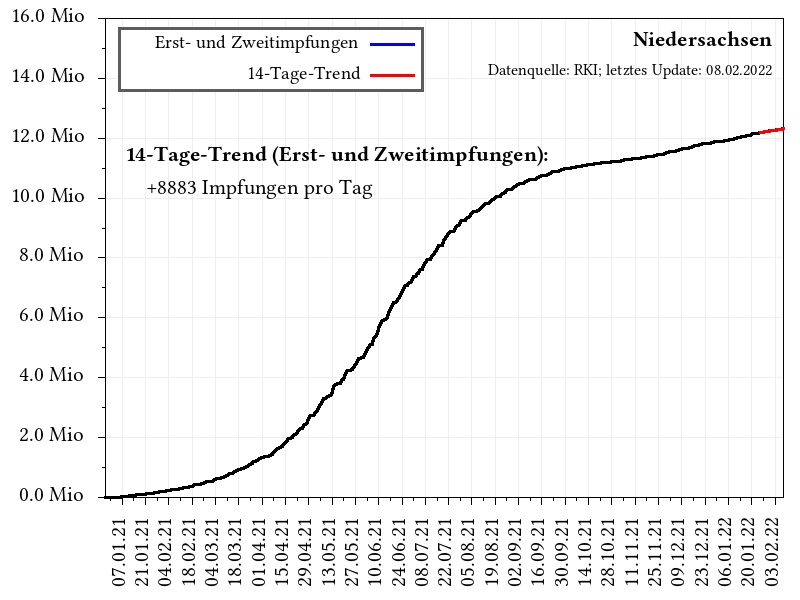 16.0 Mio
14.0 Mio
12.0 Mio
10.0 Mio
8.0 Mio
6.0 Mio
4.0 Mio
2.0 Mio
0.0 Mio
Erst- und Zweitimpfungen
14-Tage-Trend
Niedersachsen
Datenquelle: RKI; letztes Update: 08.02.2022
14-Tage-Trend (Erst- und Zweitimpfungen):
+8883 Impfungen pro Tag
07.01.21
21.01.21
04.02.21
18.02.21
04.03.21
18.03.21
01.04.21
15.04.21
29.04.21
13.05.21
27.05.21
10.06.21
24.06.21
08.07.21
22.07.21
05.08.21
19.08.21
02.09.21
16.09.21
30.09.21
14.10.21
28.10.21
11.11.21
25.11.21
09.12.21
23.12.21
06.01.22
20.01.22
03.02.22